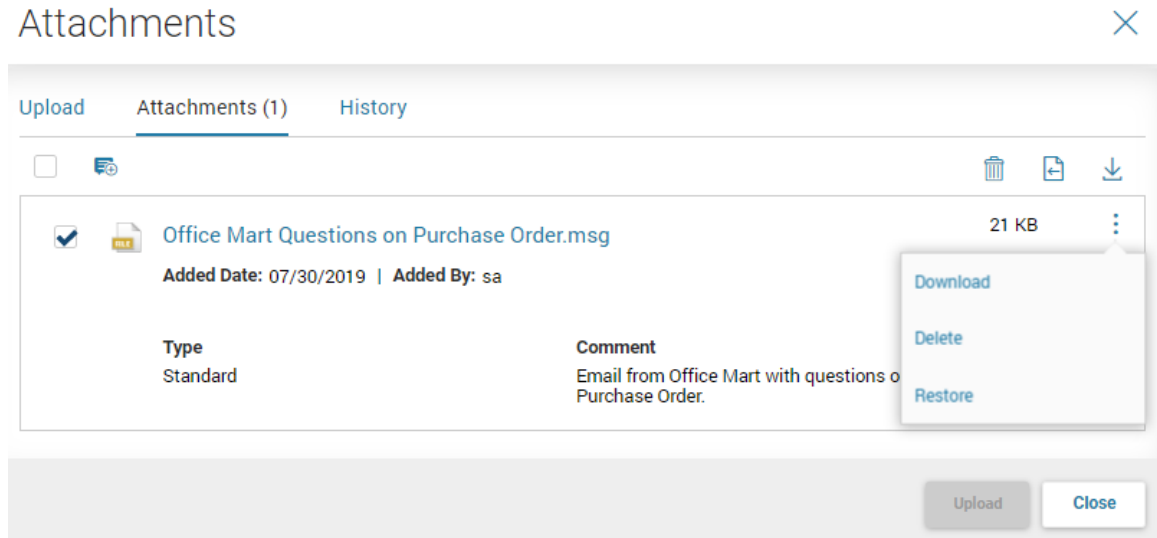 Attachments
Upload Attachments (1) History
FILE Office Mart Questions on Purchase Order.msg 21 KB
Added Date: 07/30/2019 | Added By: sa
Download
Delete
Restore
Type Comment
Standard Email from Office Mart with questions o
Purchase Order.
Upload Close